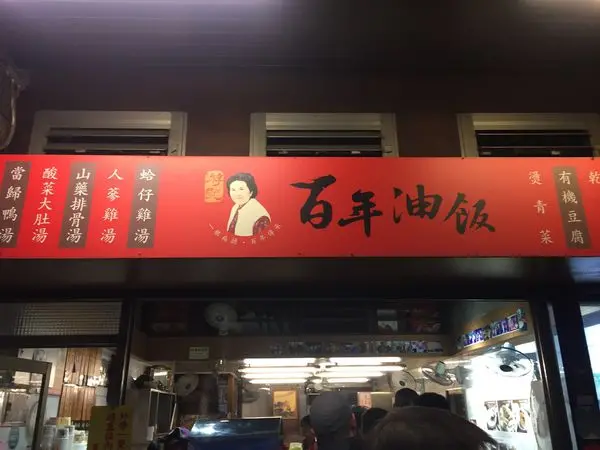 當歸鴨湯
酸菜大肚湯
山藥排骨湯
人蔘雞湯
蛤仔雞湯
百年油飯
燙青菜
有機豆腐
乾